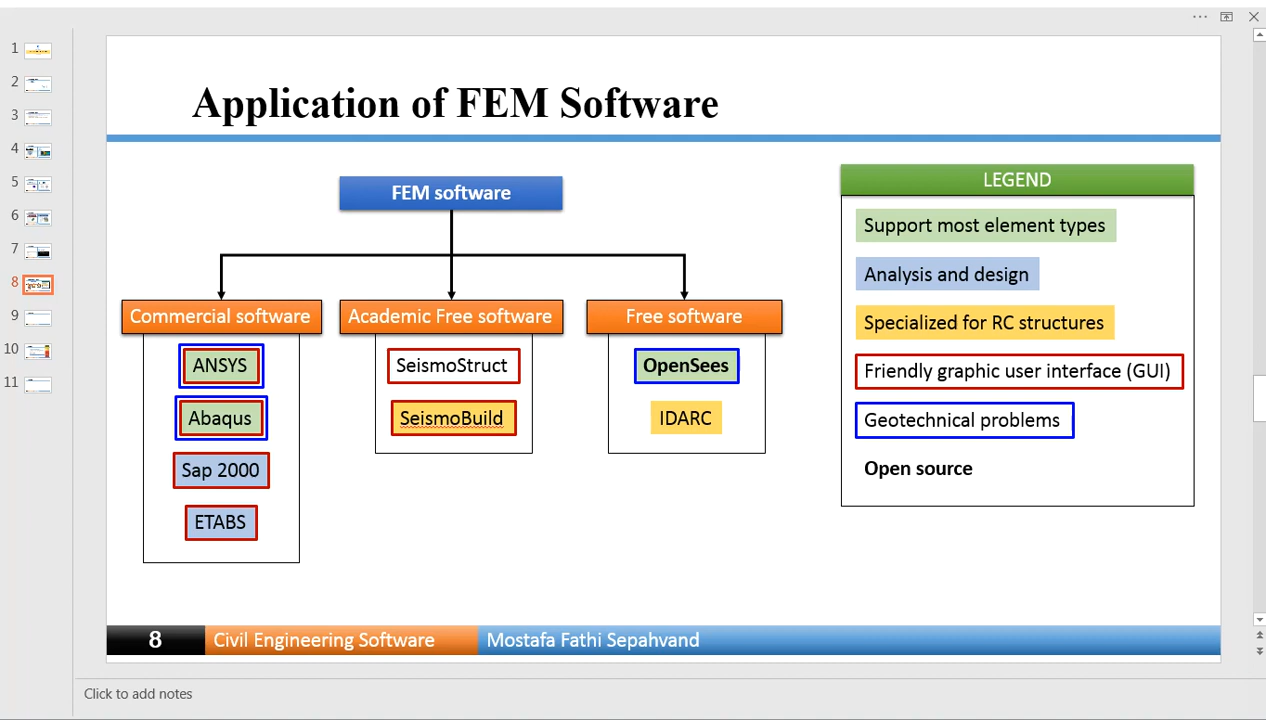 1
2
3
4
5
6
7
8
9
10
11
Application of FEM Software
FEM software
Commercial software
ANSYS
Abaqus
Sap 2000
ETABS
Academic Free software
SeismoStruct
SeismoBuild
Free software
OpenSees
IDARC
LEGEND
Support most element types
Analysis and design
Specialized for RC structures
Friendly graphic user interface (GUI)
Geotechnical problems
Open source
8 Civil Engineering Software Mostafa Fathi Sepahvand
Click to add notes